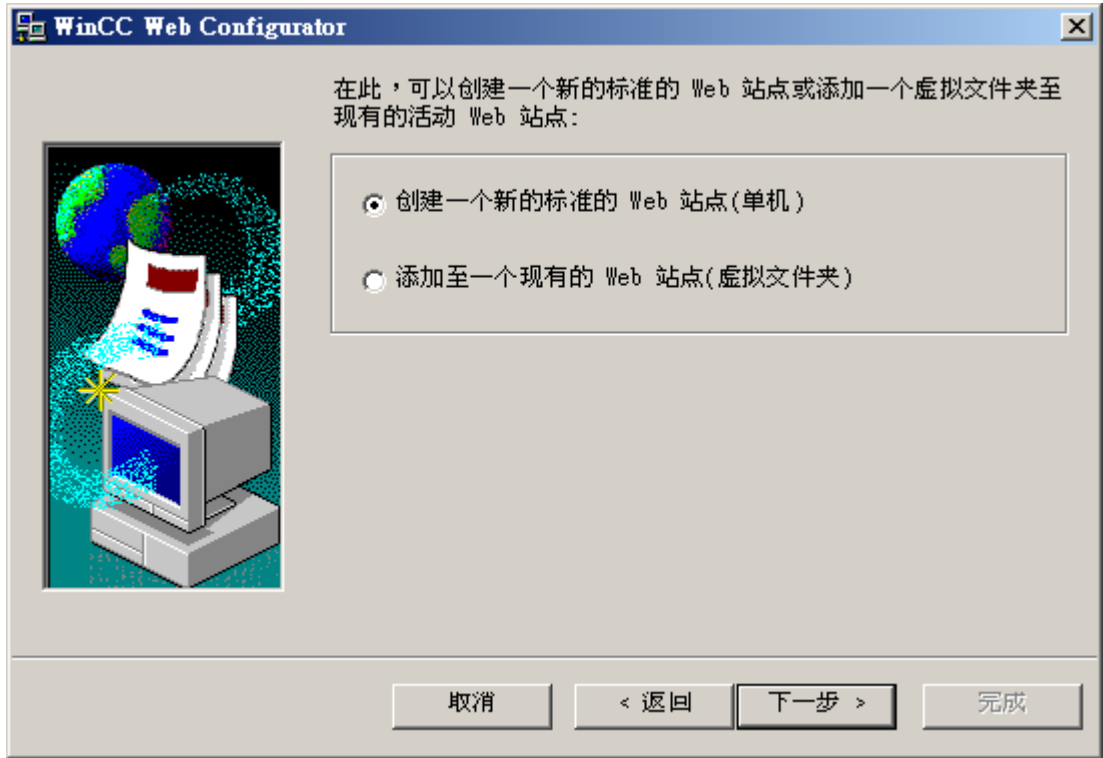 WinCC Web Configurator
在此，可以创建一个新的标准的 Web 站点或添加一个虚拟文件夹至
现有的活动 Web 站点:
创建一个新的标准的 Web 站点(单机)
添加至一个现有的 Web 站点(虚拟文件夹)
取消 < 返回 下一步 > 完成